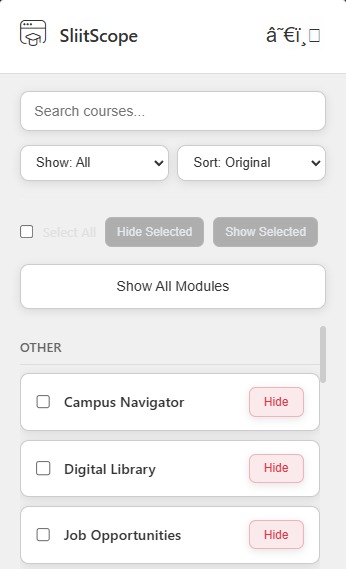 SliitScope â˜€ï¸
Search courses...
Show: All Sort: Original
Select All Hide Selected Show Selected
Show All Modules
OTHER
Campus Navigator Hide
Digital Library Hide
Job Opportunities Hide